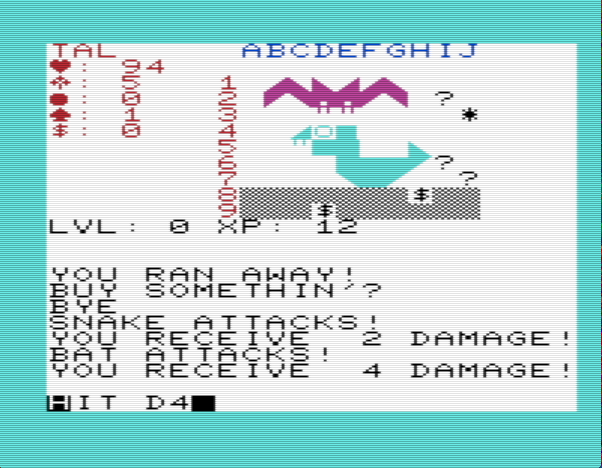 TAL ABCDEFGHIJ
♥: 94
♣: 5
●: 0
♠: 1
$: 0
1
2 ?
3 *
4
5
6 ?
7 ?
8 $
9 $
LVL: 0 XP: 12
YOU RAN AWAY!
BUY SOMETHIN'?
BYE
SNAKE ATTACKS!
YOU RECEIVE 2 DAMAGE!
BAT ATTACKS!
YOU RECEIVE 4 DAMAGE!
HIT D4